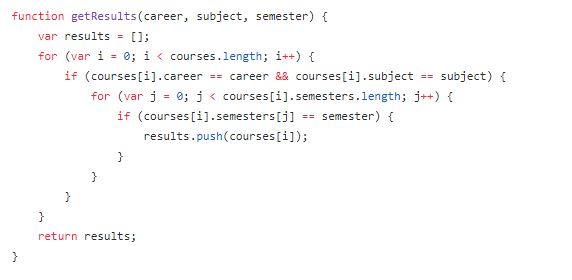 function getResults(career, subject, semester) {
    var results = [];
    for (var i = 0; i < courses.length; i++) {
        if (courses[i].career == career && courses[i].subject == subject) {
            for (var j = 0; j < courses[i].semesters.length; j++) {
                if (courses[i].semesters[j] == semester) {
                    results.push(courses[i]);
                }
            }
        }
    }
    return results;
}